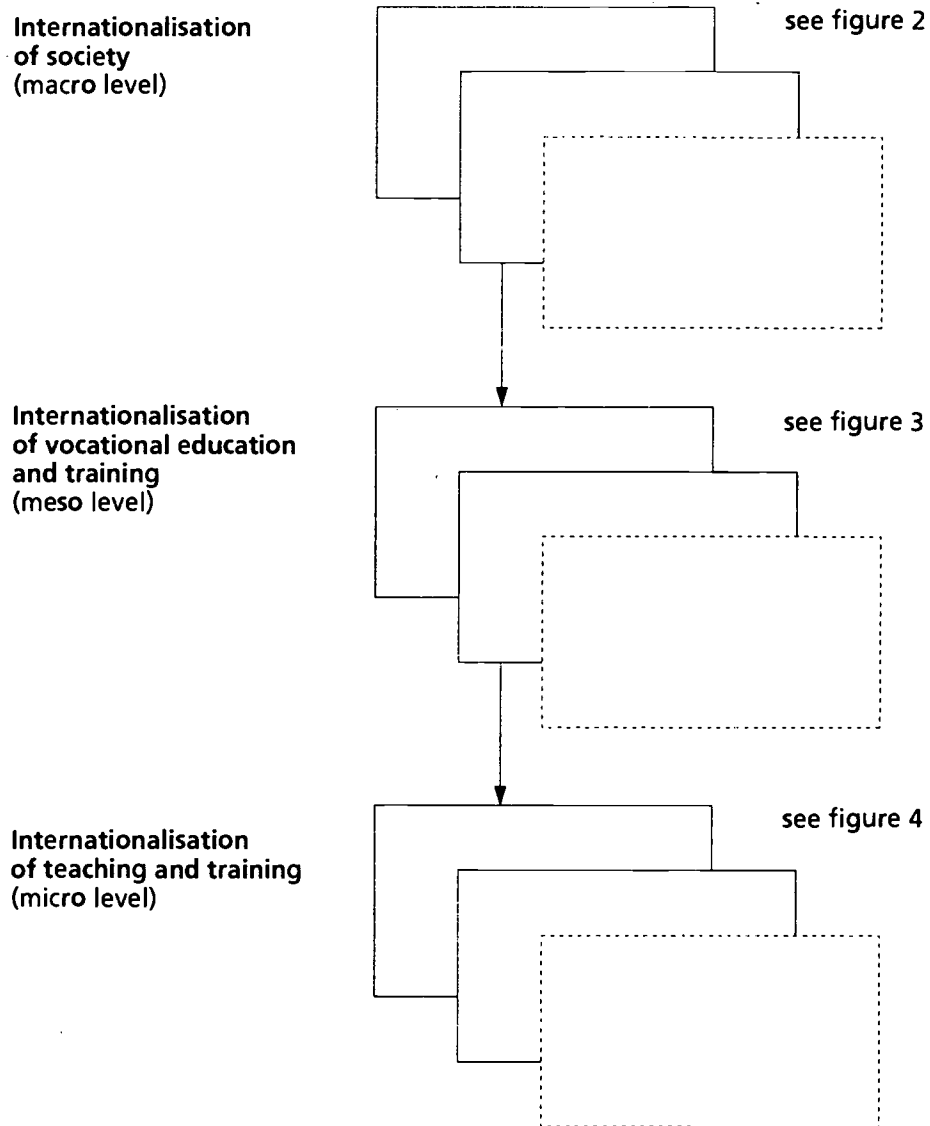 Internationalisation
of society
(macro level)
see figure 2
Internationalisation
of vocational education
and training
(meso level)
see figure 3
Internationalisation
of teaching and training
(micro level)
see figure 4